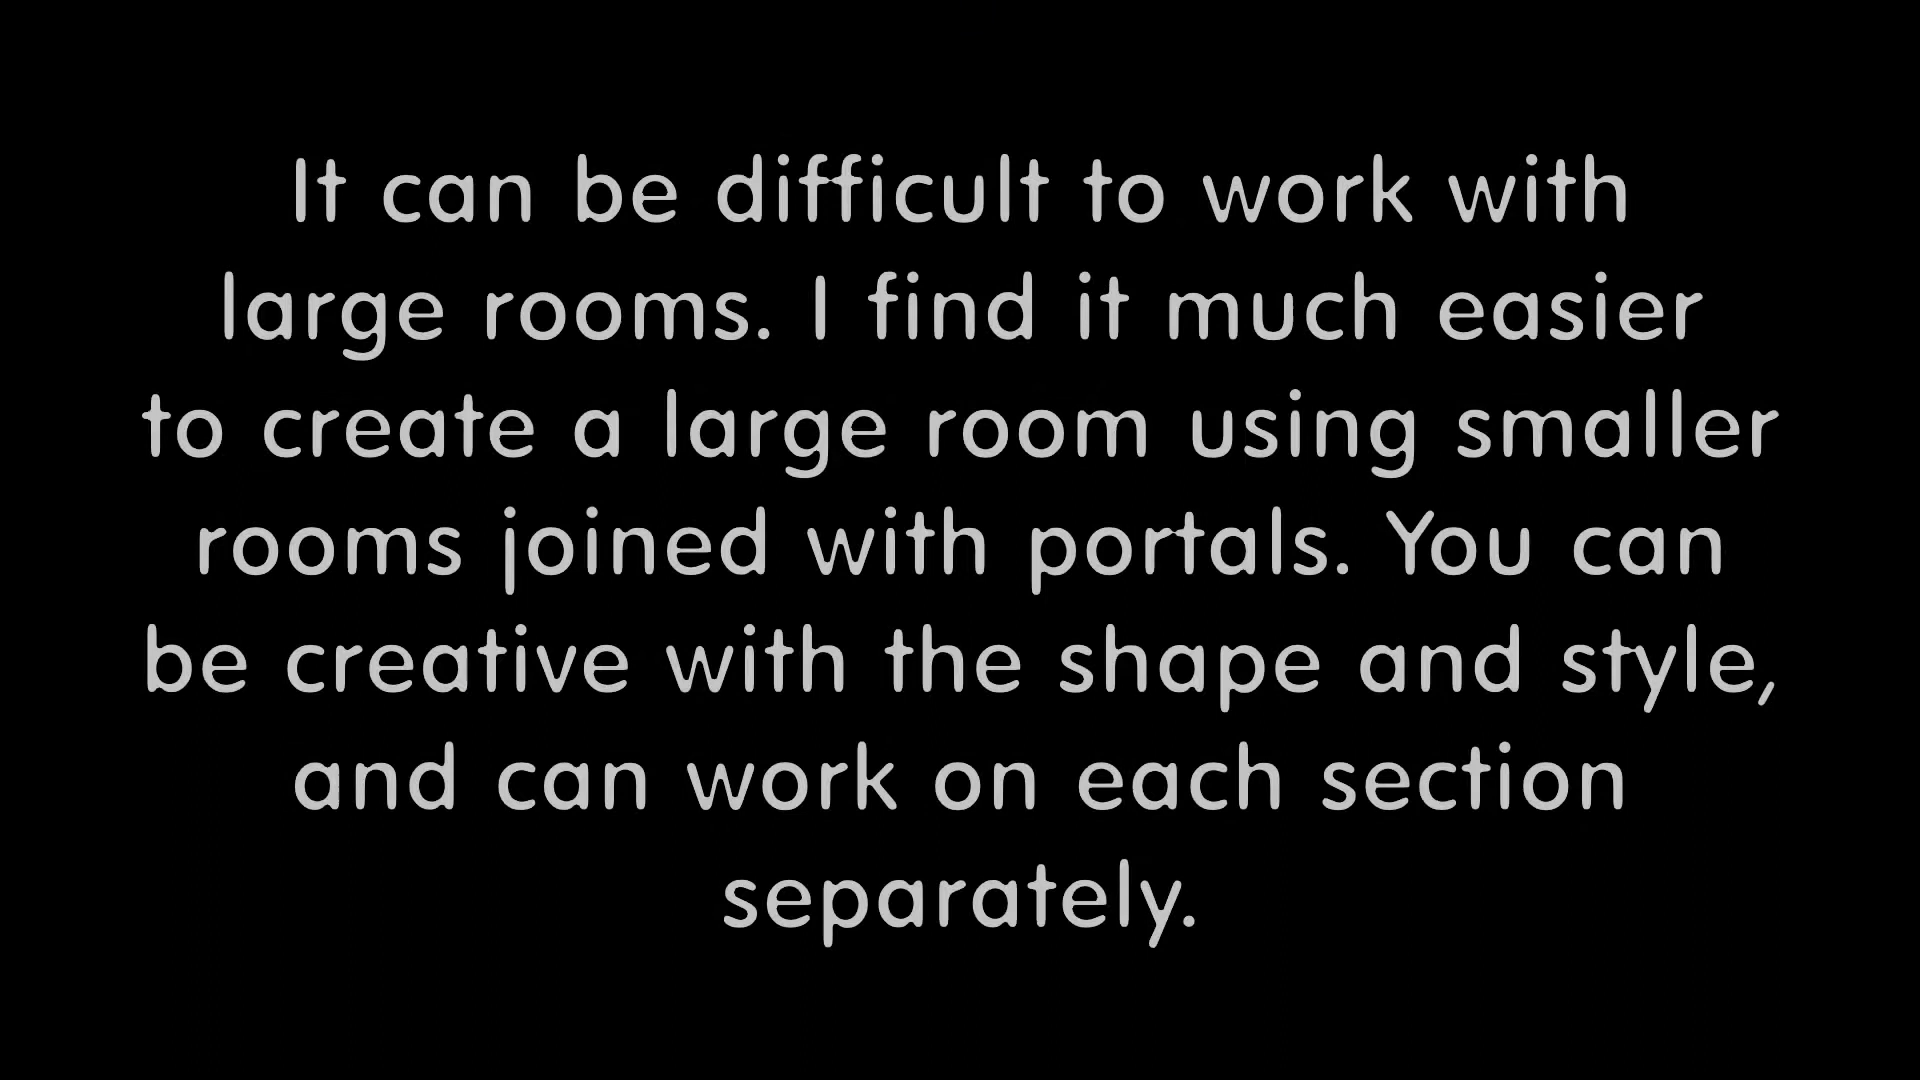 It can be difficult to work with
large rooms. I find it much easier
to create a large room using smaller
rooms joined with portals. You can
be creative with the shape and style,
and can work on each section
separately.